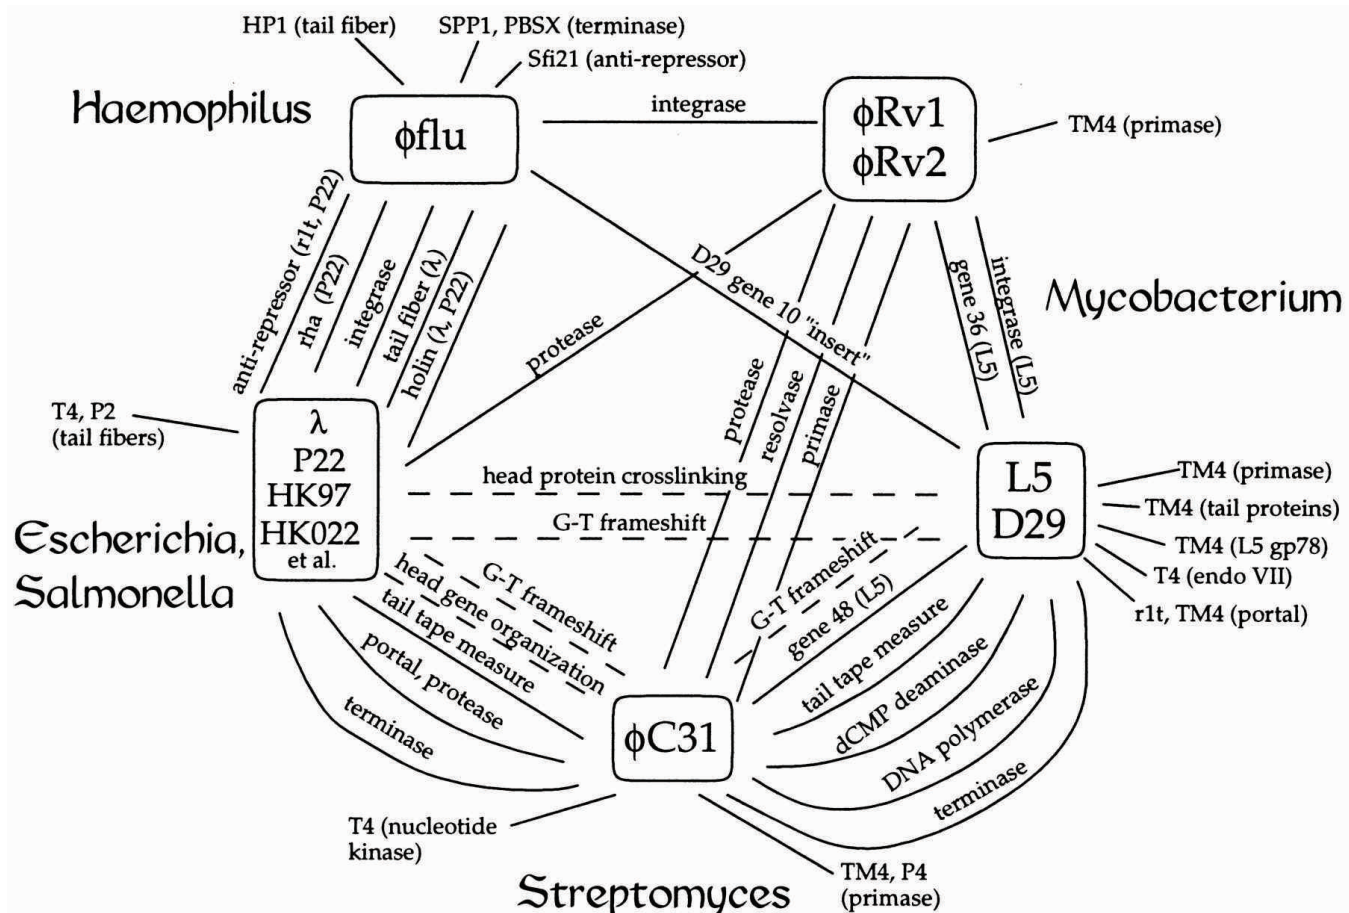 HP1 (tail fiber)
SPP1, PBSX (terminase)
Sfi21 (anti-repressor)
Haemophilus
ϕflu
integrase
ϕRv1
ϕRv2
TM4 (primase)
Mycobacterium
anti-repressor (r1t, P22)
rha (P22)
integrase
tail fiber (λ)
holin (λ, P22)
protease
D29 gene 10 "insert"
protease
resolvase
primase
gene 36 (L5)
integrase (L5)
T4, P2
(tail fibers)
λ
P22
HK97
HK022
et al.
Escherichia,
Salmonella
head protein crosslinking
G-T frameshift
L5
D29
TM4 (primase)
TM4 (tail proteins)
TM4 (L5 gp78)
T4 (endo VII)
r1t, TM4 (portal)
G-T frameshift
head gene organization
tail tape measure
portal, protease
terminase
G-T frameshift
gene 48 (L5)
tail tape measure
dCMP deaminase
DNA polymerase
terminase
ϕC31
T4 (nucleotide
kinase)
TM4, P4
(primase)
Streptomyces